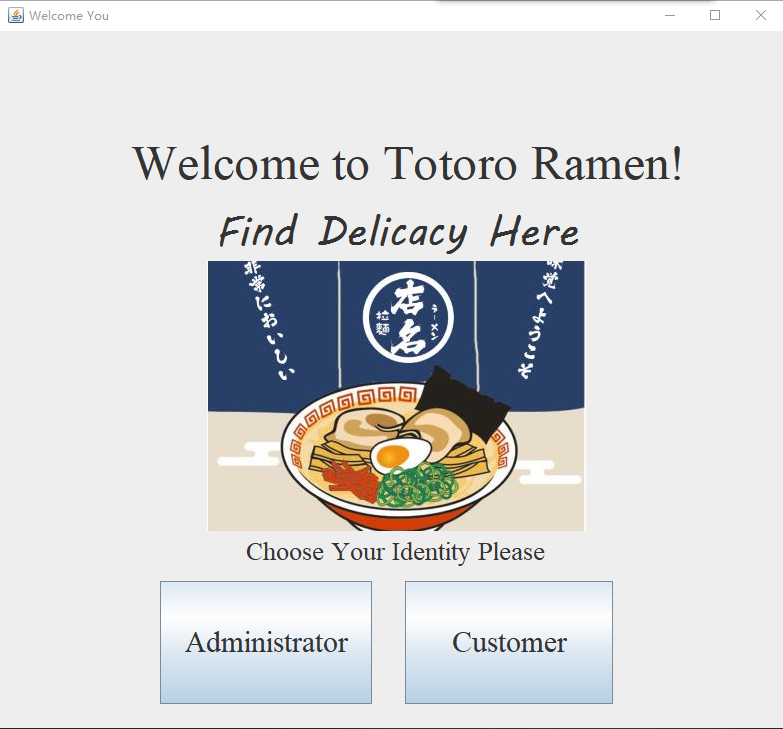 Welcome You
Welcome to Totoro Ramen!
Find Delicacy Here
非常においしい
店名
拉麺
ラーメン
味覚へようこそ
Choose Your Identity Please
Administrator
Customer